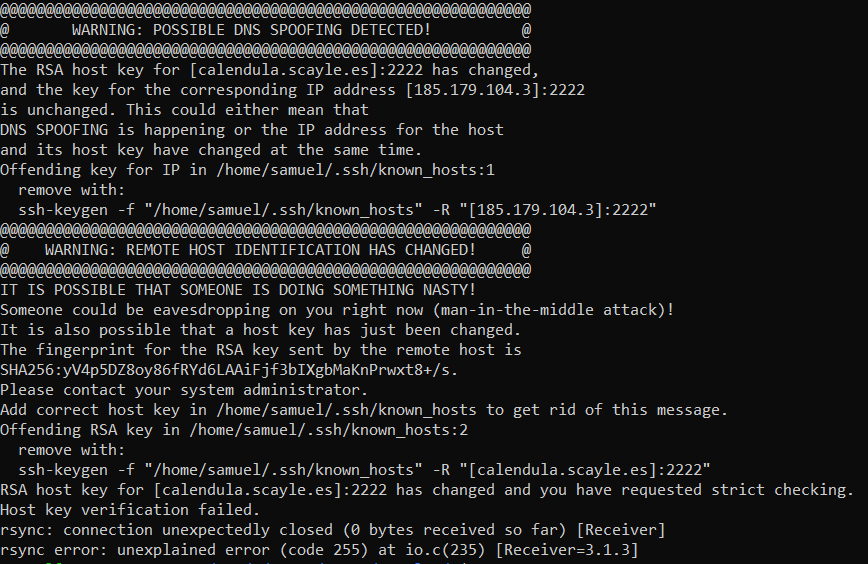 @@@@@@@@@@@@@@@@@@@@@@@@@@@@@@@@@@@@@@@@@@@@@@@@@@@@@@@@@@@
@       WARNING: POSSIBLE DNS SPOOFING DETECTED!          @
@@@@@@@@@@@@@@@@@@@@@@@@@@@@@@@@@@@@@@@@@@@@@@@@@@@@@@@@@@@
The RSA host key for [calendula.scayle.es]:2222 has changed,
and the key for the corresponding IP address [185.179.104.3]:2222
is unchanged. This could either mean that
DNS SPOOFING is happening or the IP address for the host
and its host key have changed at the same time.
Offending key for IP in /home/samuel/.ssh/known_hosts:1
  remove with:
  ssh-keygen -f "/home/samuel/.ssh/known_hosts" -R "[185.179.104.3]:2222"
@@@@@@@@@@@@@@@@@@@@@@@@@@@@@@@@@@@@@@@@@@@@@@@@@@@@@@@@@@@
@    WARNING: REMOTE HOST IDENTIFICATION HAS CHANGED!     @
@@@@@@@@@@@@@@@@@@@@@@@@@@@@@@@@@@@@@@@@@@@@@@@@@@@@@@@@@@@
IT IS POSSIBLE THAT SOMEONE IS DOING SOMETHING NASTY!
Someone could be eavesdropping on you right now (man-in-the-middle attack)!
It is also possible that a host key has just been changed.
The fingerprint for the RSA key sent by the remote host is
SHA256:yV4p5DZ8oy86fRYd6LAAiFjf3bIXgbMaKnPrwxt8+/s.
Please contact your system administrator.
Add correct host key in /home/samuel/.ssh/known_hosts to get rid of this message.
Offending RSA key in /home/samuel/.ssh/known_hosts:2
  remove with:
  ssh-keygen -f "/home/samuel/.ssh/known_hosts" -R "[calendula.scayle.es]:2222"
RSA host key for [calendula.scayle.es]:2222 has changed and you have requested strict checking.
Host key verification failed.
rsync: connection unexpectedly closed (0 bytes received so far) [Receiver]
rsync error: unexplained error (code 255) at io.c(235) [Receiver=3.1.3]